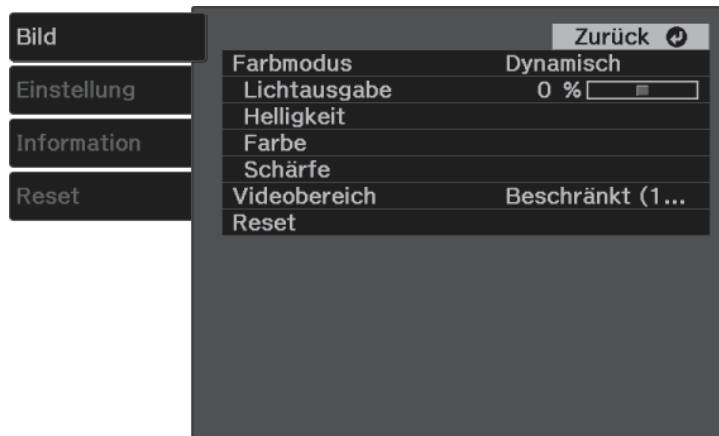 Bild
Einstellung
Information
Reset
Zurück
Farbmodus Dynamisch
Lichtausgabe 0 %
Helligkeit
Farbe
Schärfe
Videobereich Beschränkt (1...
Reset